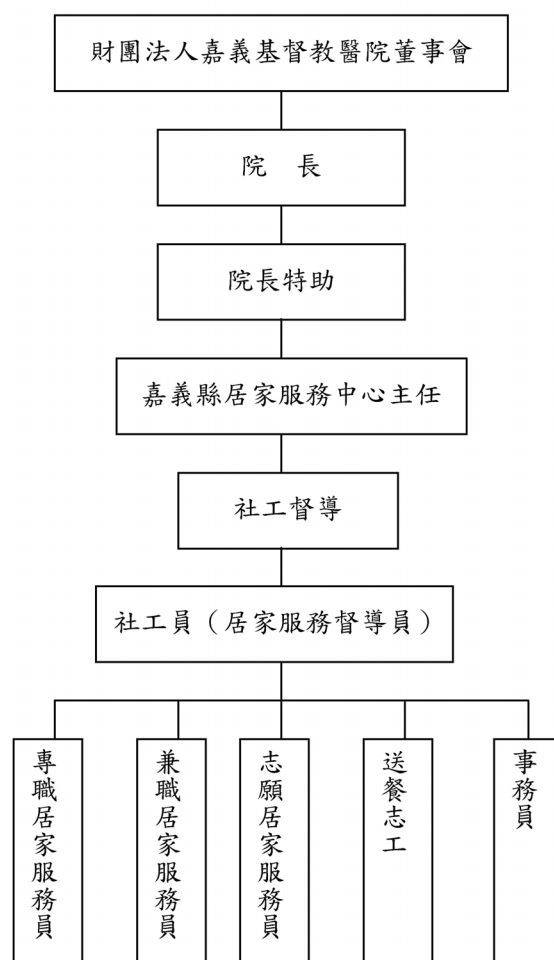 財團法人嘉義基督教醫院董事會
院　長
院長特助
嘉義縣居家服務中心主任
社工督導
社工員（居家服務督導員）
專職居家服務員
兼職居家服務員
志願居家服務員
送餐志工
事務員